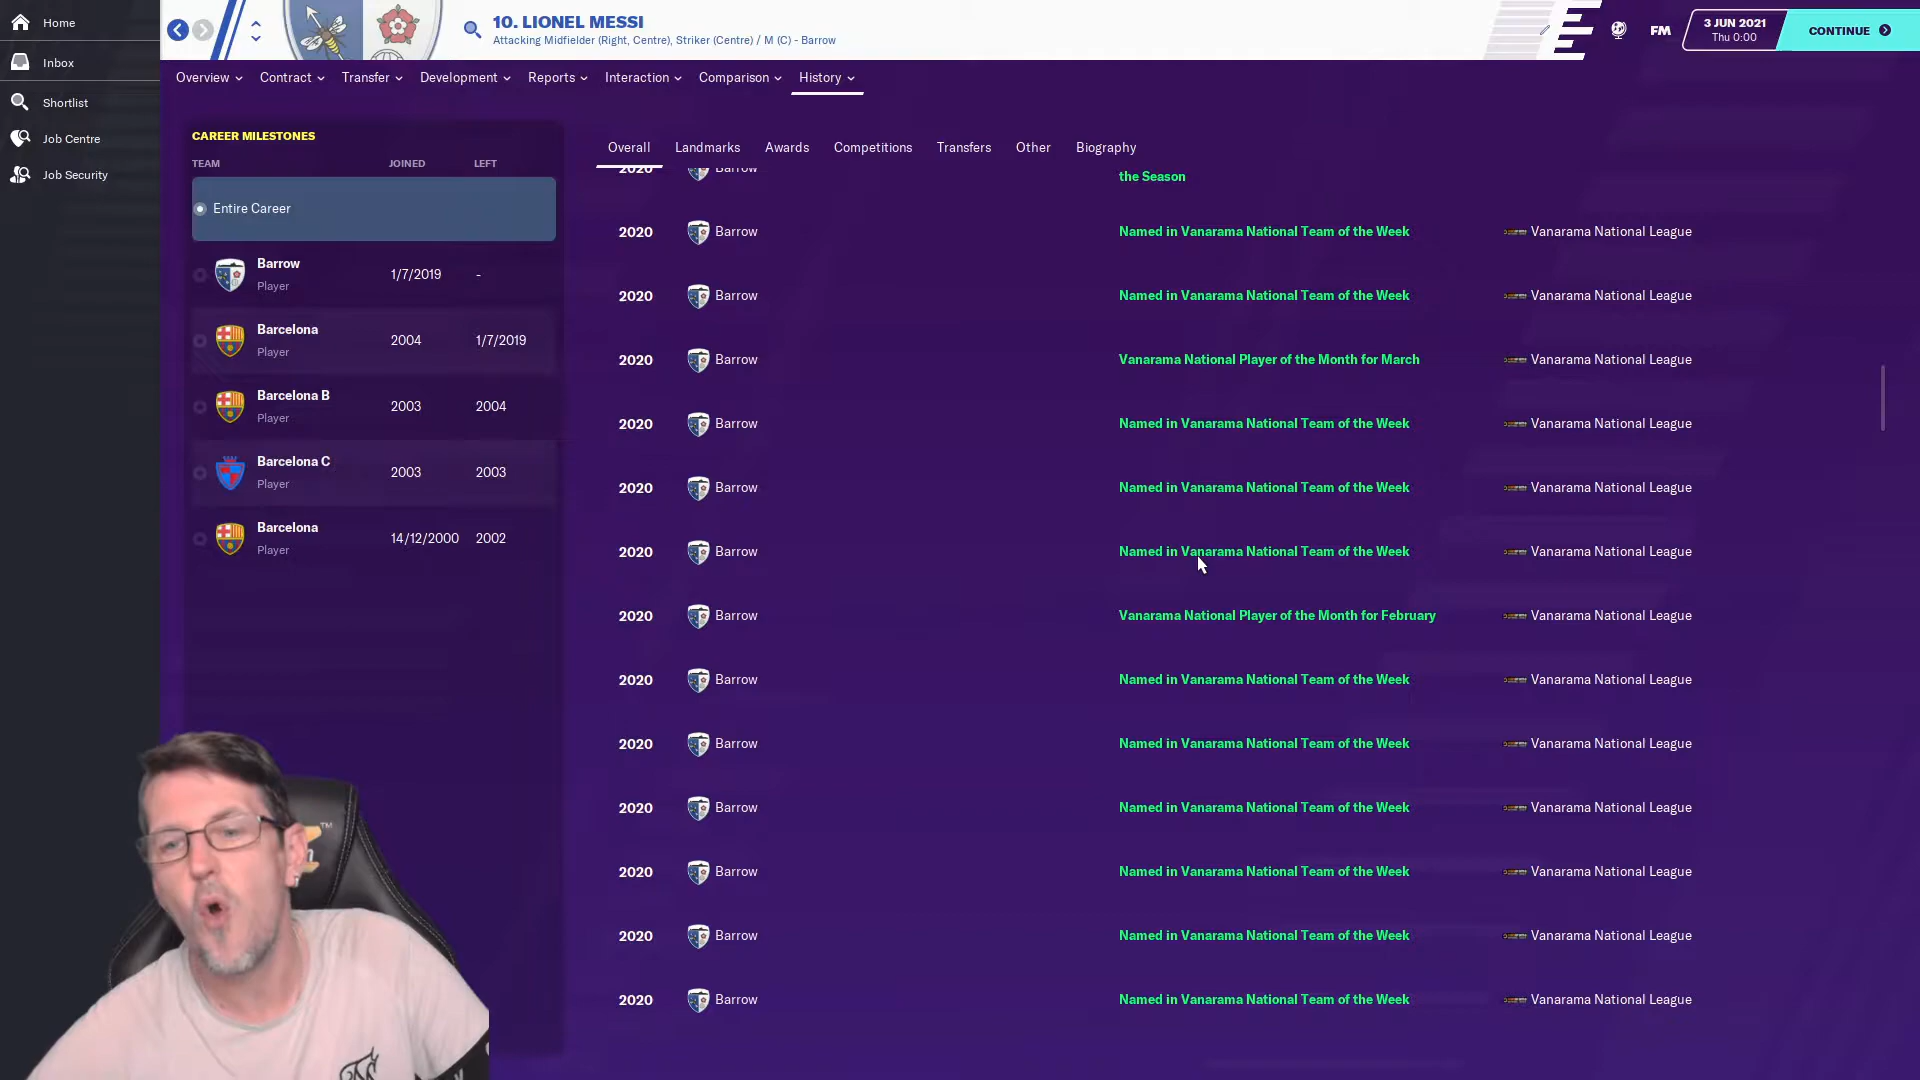 Home
Inbox
Shortlist
Job Centre
Job Security
10. LIONEL MESSI
Attacking Midfielder (Right, Centre), Striker (Centre) / M (C) - Barrow
FM
3 JUN 2021
Thu 0:00
CONTINUE
Overview Contract Transfer Development Reports Interaction Comparison History
CAREER MILESTONES
TEAM JOINED LEFT
Entire Career
Barrow
Player
1/7/2019 -
Barcelona
Player
2004 1/7/2019
Barcelona B
Player
2003 2004
Barcelona C
Player
2003 2003
Barcelona
Player
14/12/2000 2002
Overall Landmarks Awards Competitions Transfers Other Biography
2020 Barrow the Season
2020 Barrow Named in Vanarama National Team of the Week Vanarama National League
2020 Barrow Named in Vanarama National Team of the Week Vanarama National League
2020 Barrow Vanarama National Player of the Month for March Vanarama National League
2020 Barrow Named in Vanarama National Team of the Week Vanarama National League
2020 Barrow Named in Vanarama National Team of the Week Vanarama National League
2020 Barrow Named in Vanarama National Team of the Week Vanarama National League
2020 Barrow Vanarama National Player of the Month for February Vanarama National League
2020 Barrow Named in Vanarama National Team of the Week Vanarama National League
2020 Barrow Named in Vanarama National Team of the Week Vanarama National League
2020 Barrow Named in Vanarama National Team of the Week Vanarama National League
2020 Barrow Named in Vanarama National Team of the Week Vanarama National League
2020 Barrow Named in Vanarama National Team of the Week Vanarama National League
2020 Barrow Named in Vanarama National Team of the Week Vanarama National League